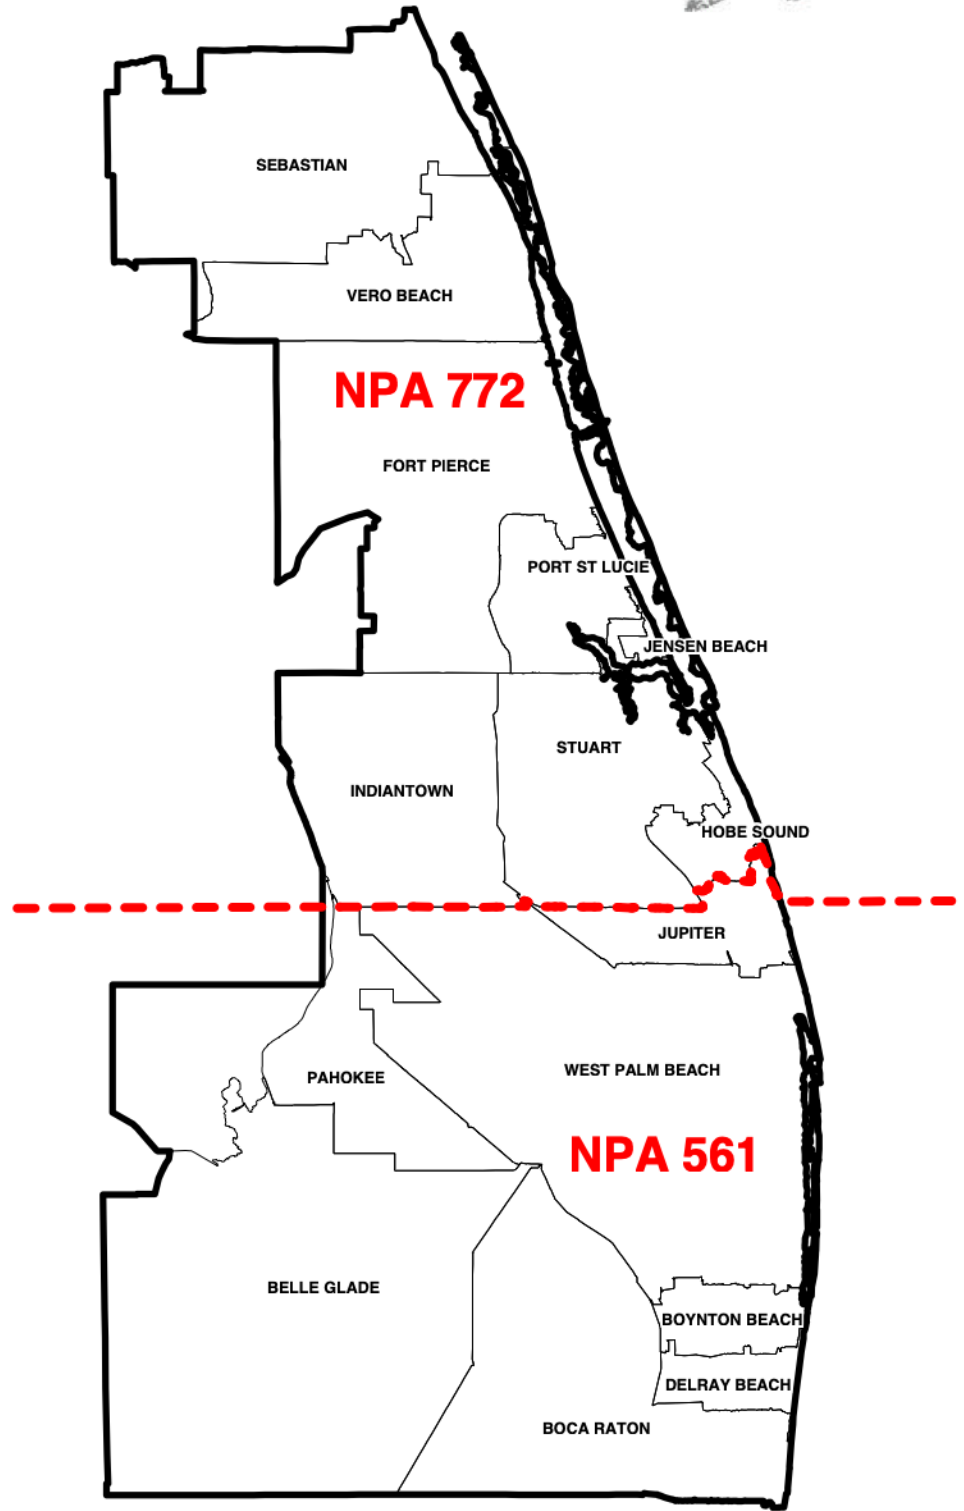 SEBASTIAN
VERO BEACH
NPA 772
FORT PIERCE
PORT ST LUCIE
JENSEN BEACH
STUART
INDIANTOWN
HOBE SOUND
JUPITER
WEST PALM BEACH
PAHOKEE
NPA 561
BELLE GLADE
BOYNTON BEACH
DELRAY BEACH
BOCA RATON